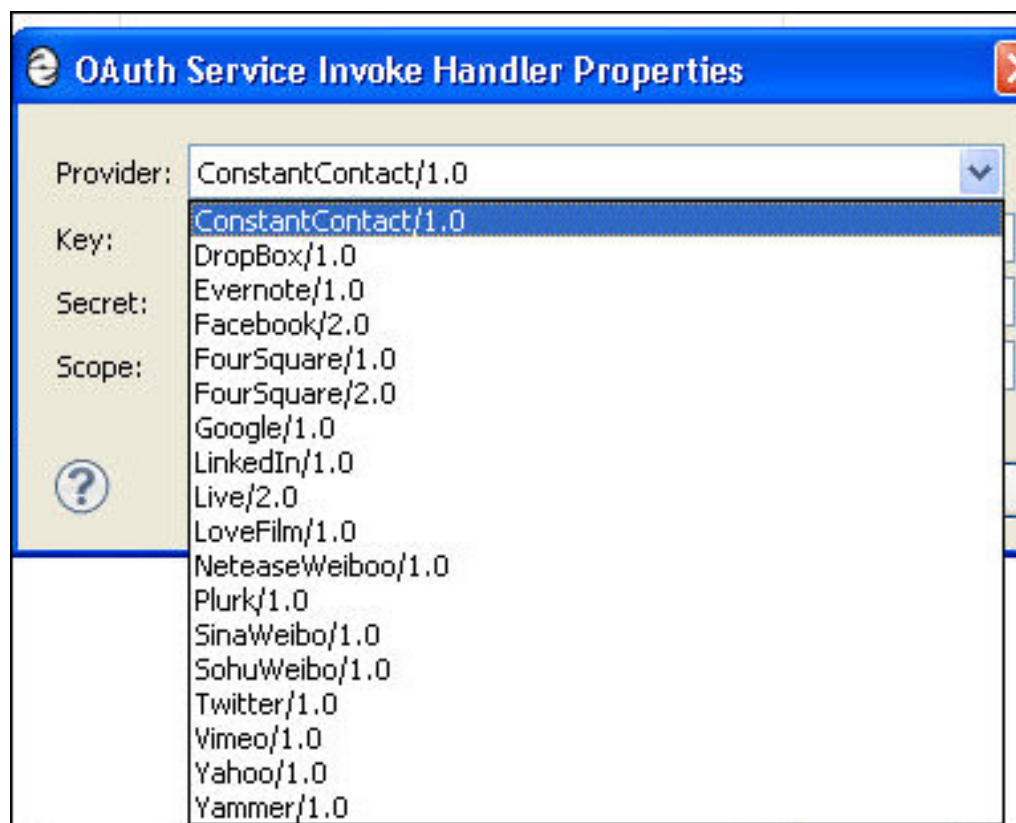 OAuth Service Invoke Handler Properties
Provider: ConstantContact/1.0
ConstantContact/1.0
Key:
DropBox/1.0
Evernote/1.0
Secret:
Facebook/2.0
FourSquare/1.0
Scope:
FourSquare/2.0
Google/1.0
LinkedIn/1.0
Live/2.0
LoveFilm/1.0
NeteaseWeiboo/1.0
Plurk/1.0
SinaWeibo/1.0
SohuWeibo/1.0
Twitter/1.0
Vimeo/1.0
Yahoo/1.0
Yammer/1.0